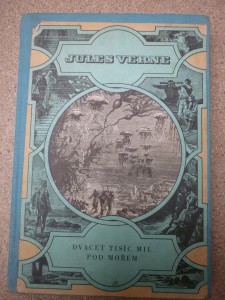 JULES VERNE
DVACET TISÍC MIL
POD MOŘEM